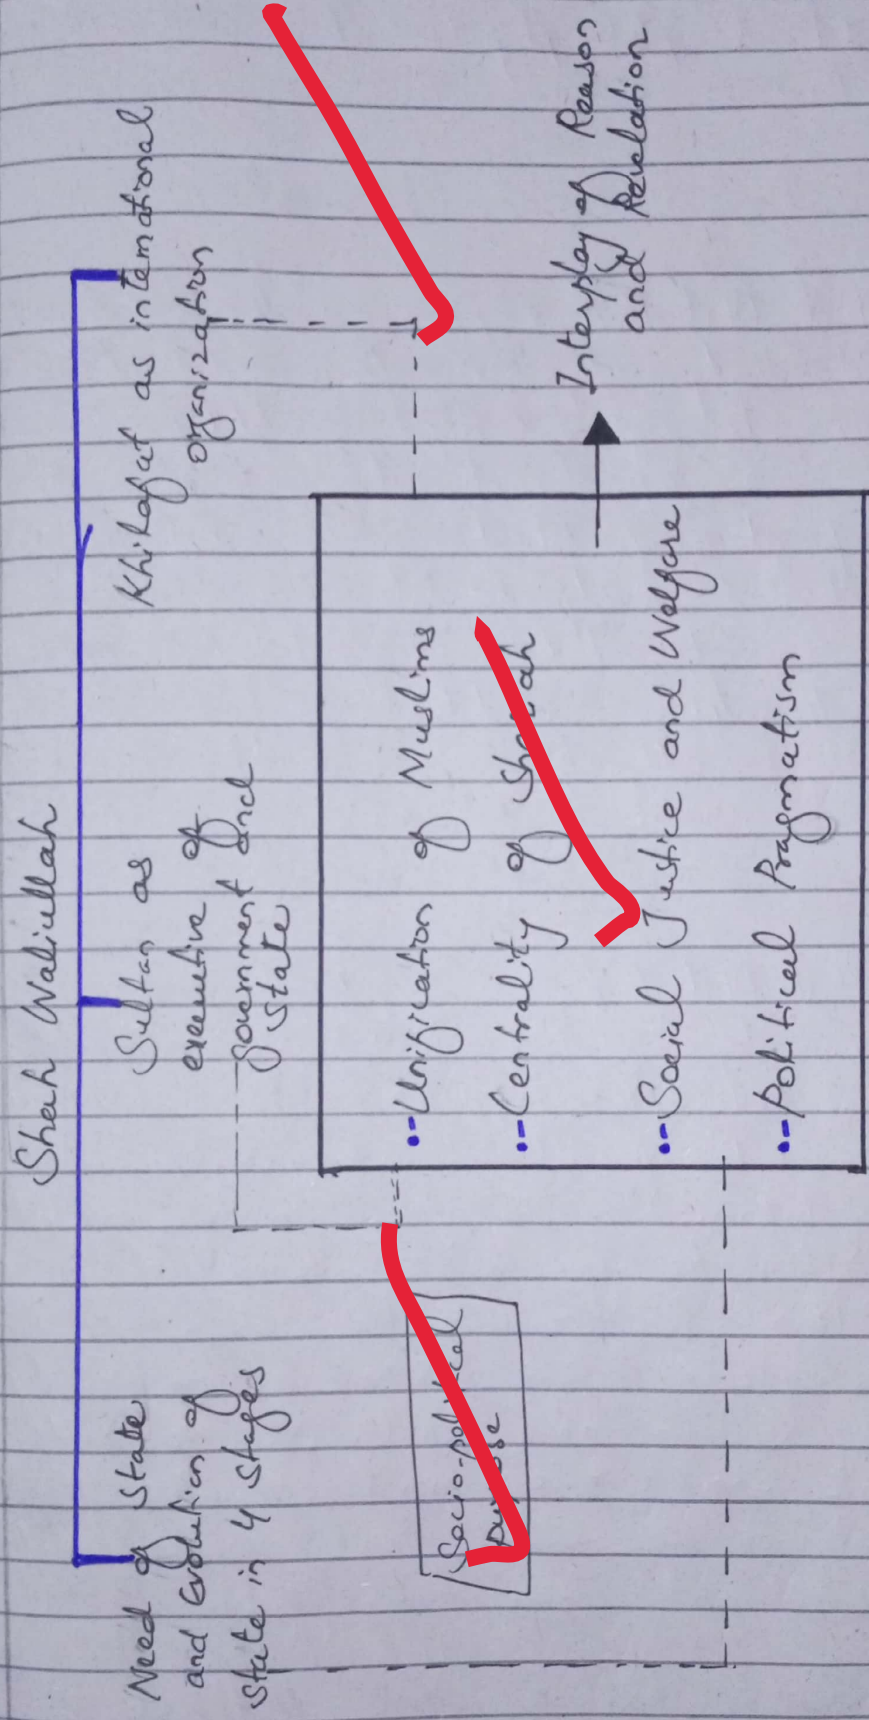 Shah Waliullah
Need of State
and Evolution of
State in 4 Stages
Sultan as
executive of
government and
state
Khilafat as international
organization
Socio-political
purpose
Unification of Muslims
Centrality of Shariah
Social Justice and Welfare
Political Pragmatism
Interplay of Reason
and Revelation